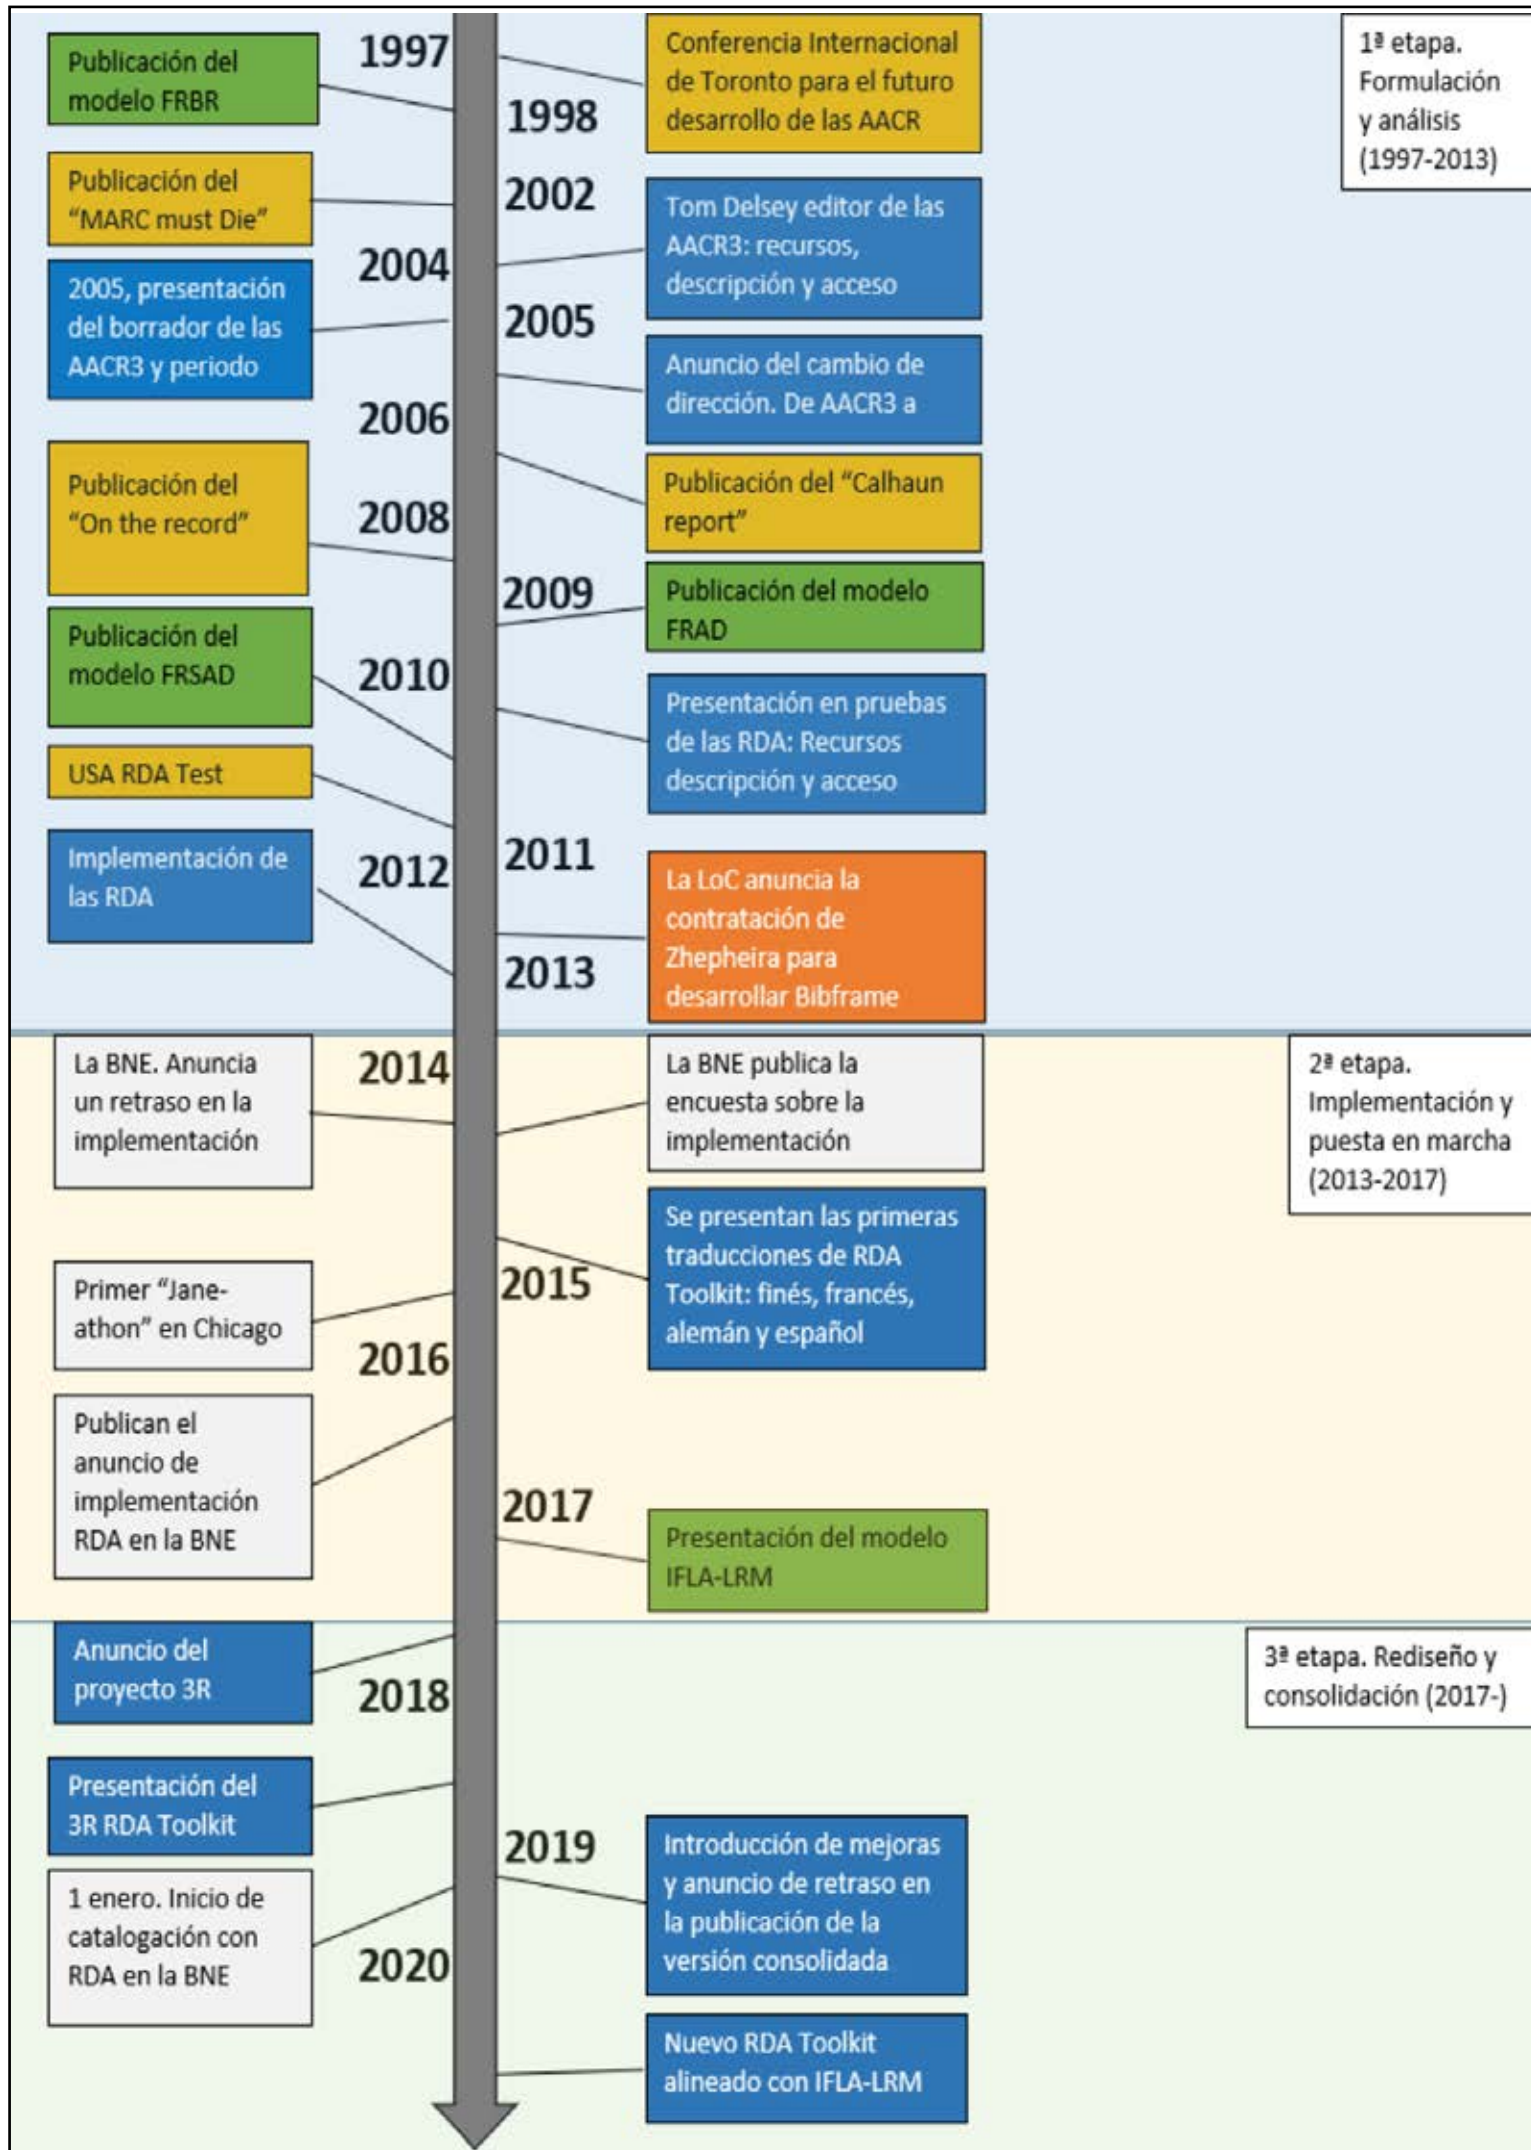 1997
Conferencia Internacional
de Toronto para el futuro
desarrollo de las AACR
1ª etapa.
Formulación
y análisis
(1997-2013)
Publicación del
modelo FRBR
1998
Publicación del
“MARC must Die”
2002
Tom Delsey editor de las
AACR3: recursos,
descripción y acceso
2004
2005, presentación
del borrador de las
AACR3 y periodo
2005
Anuncio del cambio de
dirección. De AACR3 a
2006
Publicación del “Calhaun
report”
Publicación del
“On the record”
2008
2009
Publicación del modelo
FRAD
Publicación del
modelo FRSAD
2010
Presentación en pruebas
de las RDA: Recursos
descripción y acceso
USA RDA Test
2011
Implementación de
las RDA
2012
La LoC anuncia la
contratación de
Zhepheira para
desarrollar Bibframe
2013
La BNE. Anuncia
un retraso en la
implementación
2014
La BNE publica la
encuesta sobre la
implementación
2ª etapa.
Implementación y
puesta en marcha
(2013-2017)
Se presentan las primeras
traducciones de RDA
Toolkit: finés, francés,
alemán y español
2015
Primer “Jane-
athon” en Chicago
2016
Publican el
anuncio de
implementación
RDA en la BNE
2017
Presentación del modelo
IFLA-LRM
Anuncio del
proyecto 3R
3ª etapa. Rediseño y
consolidación (2017-)
2018
Presentación del
3R RDA Toolkit
2019
Introducción de mejoras
y anuncio de retraso en
la publicación de la
versión consolidada
1 enero. Inicio de
catalogación con
RDA en la BNE
2020
Nuevo RDA Toolkit
alineado con IFLA-LRM